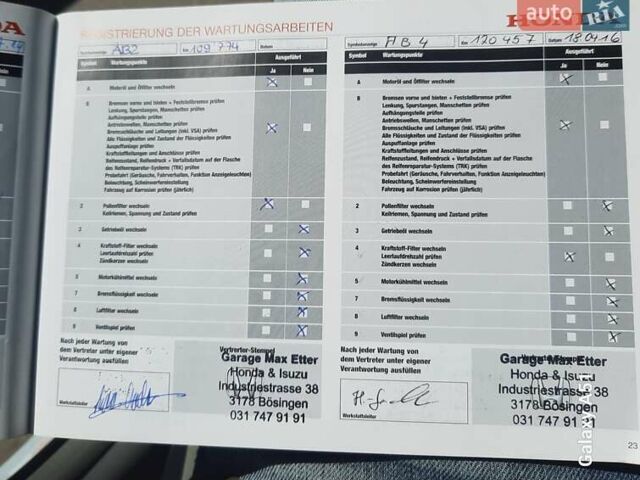 DA
HONDA
auto
RIA
.com
REGISTRIERUNG DER WARTUNGSARBEITEN
Symbolanzeige AB2 Km 109'774 Datum
Symbol Wartungspunkte Ausgeführt
Ja Nein
A Motoröl und Ölfilter wechseln
B Bremsen vorne und hinten + Feststellbremse prüfen
Lenkung, Spurstangen, Manschetten prüfen
Aufhängungsteile prüfen
Antriebswellen, Manschetten prüfen
Bremsschläuche und Leitungen (inkl. VSA) prüfen
Alle Flüssigkeiten und Zustand der Flüssigkeiten
Auspuffanlage prüfen
Kraftstoffleitungen und Anschlüsse prüfen
Reifenzustand, Reifendruck + Verfallsdatum auf der Flasche
des Reifenreparatur-Systems (TRK) prüfen
Probefahrt (Geräusche, Fahrverhalten, Funktion Anzeigeleuchten)
Beleuchtung, Scheinwerfereinstellung
Fahrzeug auf Korrosion prüfen (jährlich)
2 Pollenfilter wechseln
Keilriemen, Spannung und Zustand prüfen
3 Getriebeöl wechseln
4 Kraftstoff-Filter wechseln
Leerlaufdrehzahl prüfen
Zündkerzen wechseln
5 Motorkühlmittel wechseln
7 Bremsflüssigkeit wechseln
8 Luftfilter wechseln
9 Ventilspiel prüfen
Nach jeder Wartung von
dem Vertreter unter eigener
Verantwortung ausfüllen
Vertreter-Stempel
Garage Max Etter
Honda & Isuzu
Industriestrasse 38
3178 Bösingen
031 747 91 91
Werkstattleiter
Symbolanzeige AB 4 Km 120 457 Datum 18.04.16
Symbol Wartungspunkte Ausgeführt
Ja Nein
A Motoröl und Ölfilter wechseln
B Bremsen vorne und hinten + Feststellbremse prüfen
Lenkung, Spurstangen, Manschetten prüfen
Aufhängungsteile prüfen
Antriebswellen, Manschetten prüfen
Bremsschläuche und Leitungen (inkl. VSA) prüfen
Alle Flüssigkeiten und Zustand der Flüssigkeiten
Auspuffanlage prüfen
Kraftstoffleitungen und Anschlüsse prüfen
Reifenzustand, Reifendruck + Verfallsdatum auf der Flasche
des Reifenreparatur-Systems (TRK) prüfen
Probefahrt (Geräusche, Fahrverhalten, Funktion Anzeigeleuchten)
Beleuchtung, Scheinwerfereinstellung
Fahrzeug auf Korrosion prüfen (jährlich)
2 Pollenfilter wechseln
Keilriemen, Spannung und Zustand prüfen
3 Getriebeöl wechseln
4 Kraftstoff-Filter wechseln
Leerlaufdrehzahl prüfen
Zündkerzen wechseln
5 Motorkühlmittel wechseln
7 Bremsflüssigkeit wechseln
8 Luftfilter wechseln
9 Ventilspiel prüfen
Nach jeder Wartung von
dem Vertreter unter eigener
Verantwortung ausfüllen
Garage Max Etter
Honda & Isuzu
Industriestrasse 38
3178 Bösingen
031 747 91 91
Werkstattleiter
23
Galaxy A51